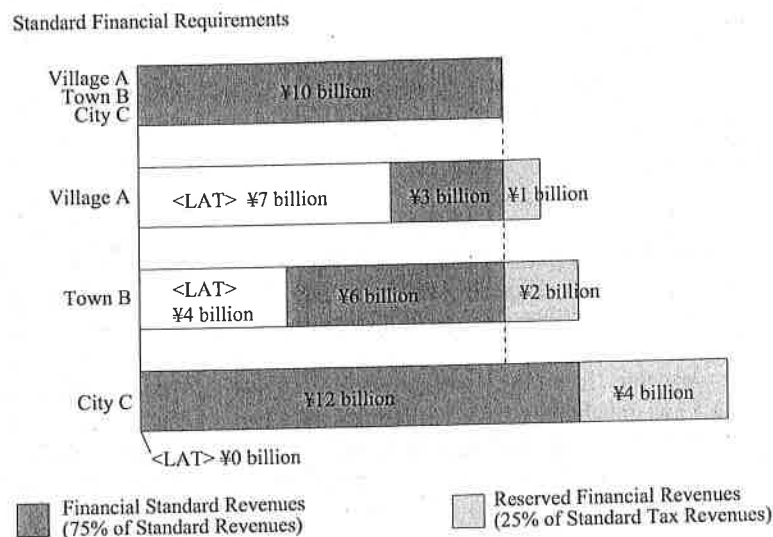 Standard Financial Requirements
Village A
Town B
City C
¥10 billion
Village A
<LAT> ¥7 billion
¥3 billion
¥1 billion
Town B
<LAT>
¥4 billion
¥6 billion
¥2 billion
City C
¥12 billion
¥4 billion
<LAT> ¥0 billion
Financial Standard Revenues
(75% of Standard Revenues)
Reserved Financial Revenues
(25% of Standard Tax Revenues)